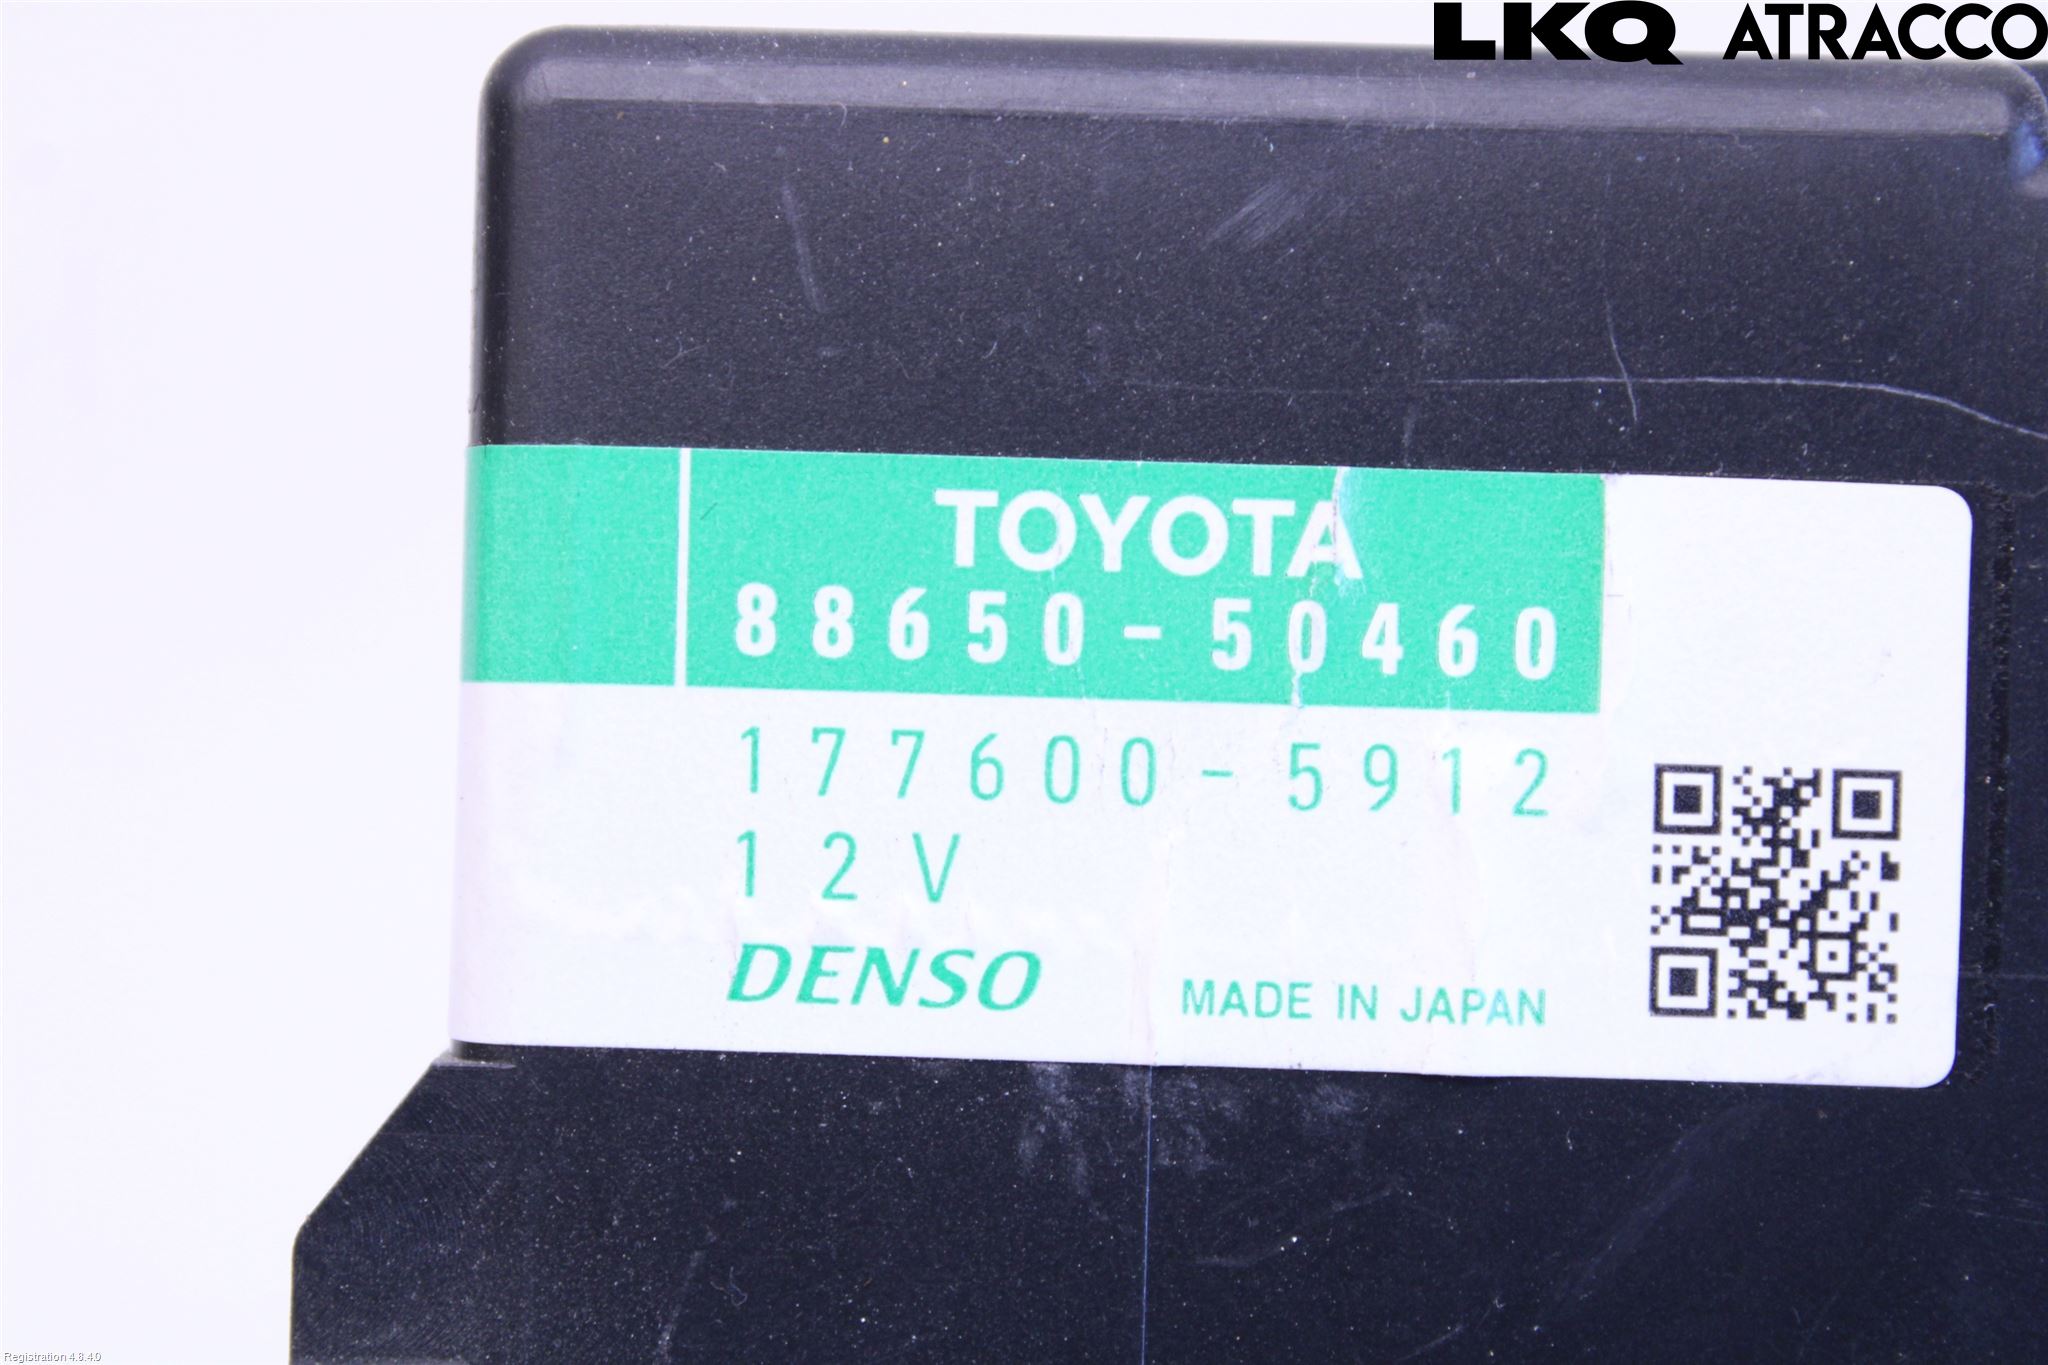 LKQ ATRACCO
TOYOTA
88650-50460
177600-5912
12V
DENSO MADE IN JAPAN
Registration 4.8.4.0